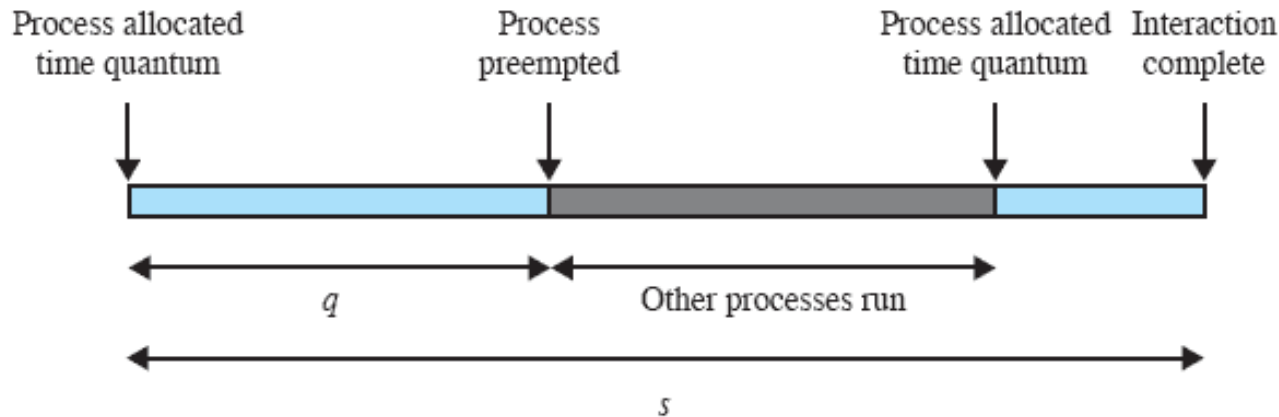 Process allocated
time quantum
Process
preempted
Process allocated
time quantum
Interaction
complete
q
Other processes run
s